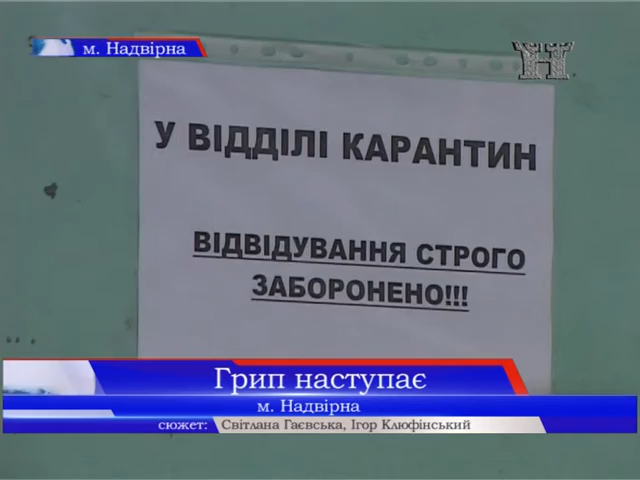 м. Надвірна
Н
У ВІДДІЛІ КАРАНТИН
ВІДВІДУВАННЯ СТРОГО
ЗАБОРОНЕНО!!!
Грип наступає
м. Надвірна
сюжет: Світлана Гаєвська, Ігор Клюфінський